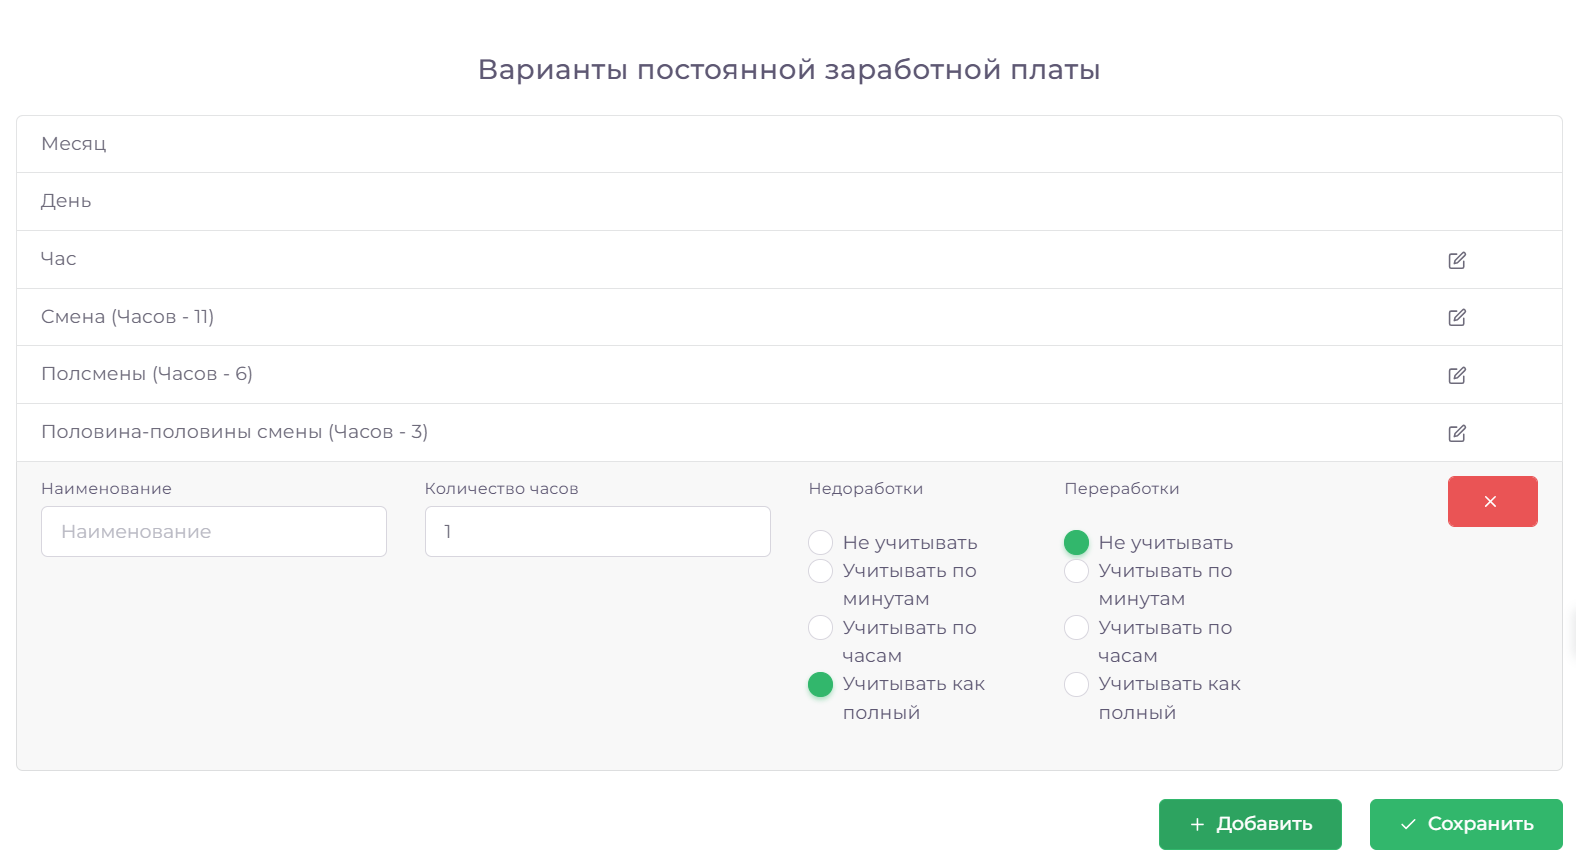 Варианты постоянной заработной платы
Месяц
День
Час
Смена (Часов - 11)
Полсмены (Часов - 6)
Половина-половины смены (Часов - 3)
Наименование
Наименование
Количество часов
1
Недоработки
Не учитывать
Учитывать по
минутам
Учитывать по
часам
Учитывать как
полный
Переработки
Не учитывать
Учитывать по
минутам
Учитывать по
часам
Учитывать как
полный
Добавить
Сохранить